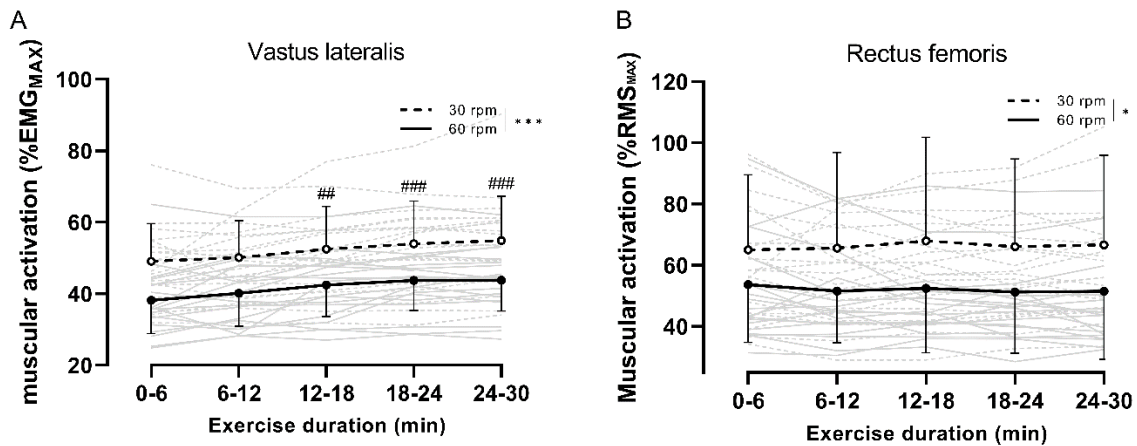 A
Vastus lateralis
muscular activation (%EMG_MAX)
100
80
60
40
20
30 rpm
60 rpm
***
##
###
###
0-6
6-12
12-18
18-24
24-30
Exercise duration (min)
B
Rectus femoris
Muscular activation (%RMS_MAX)
120
100
80
60
40
30 rpm
60 rpm
*
0-6
6-12
12-18
18-24
24-30
Exercise duration (min)